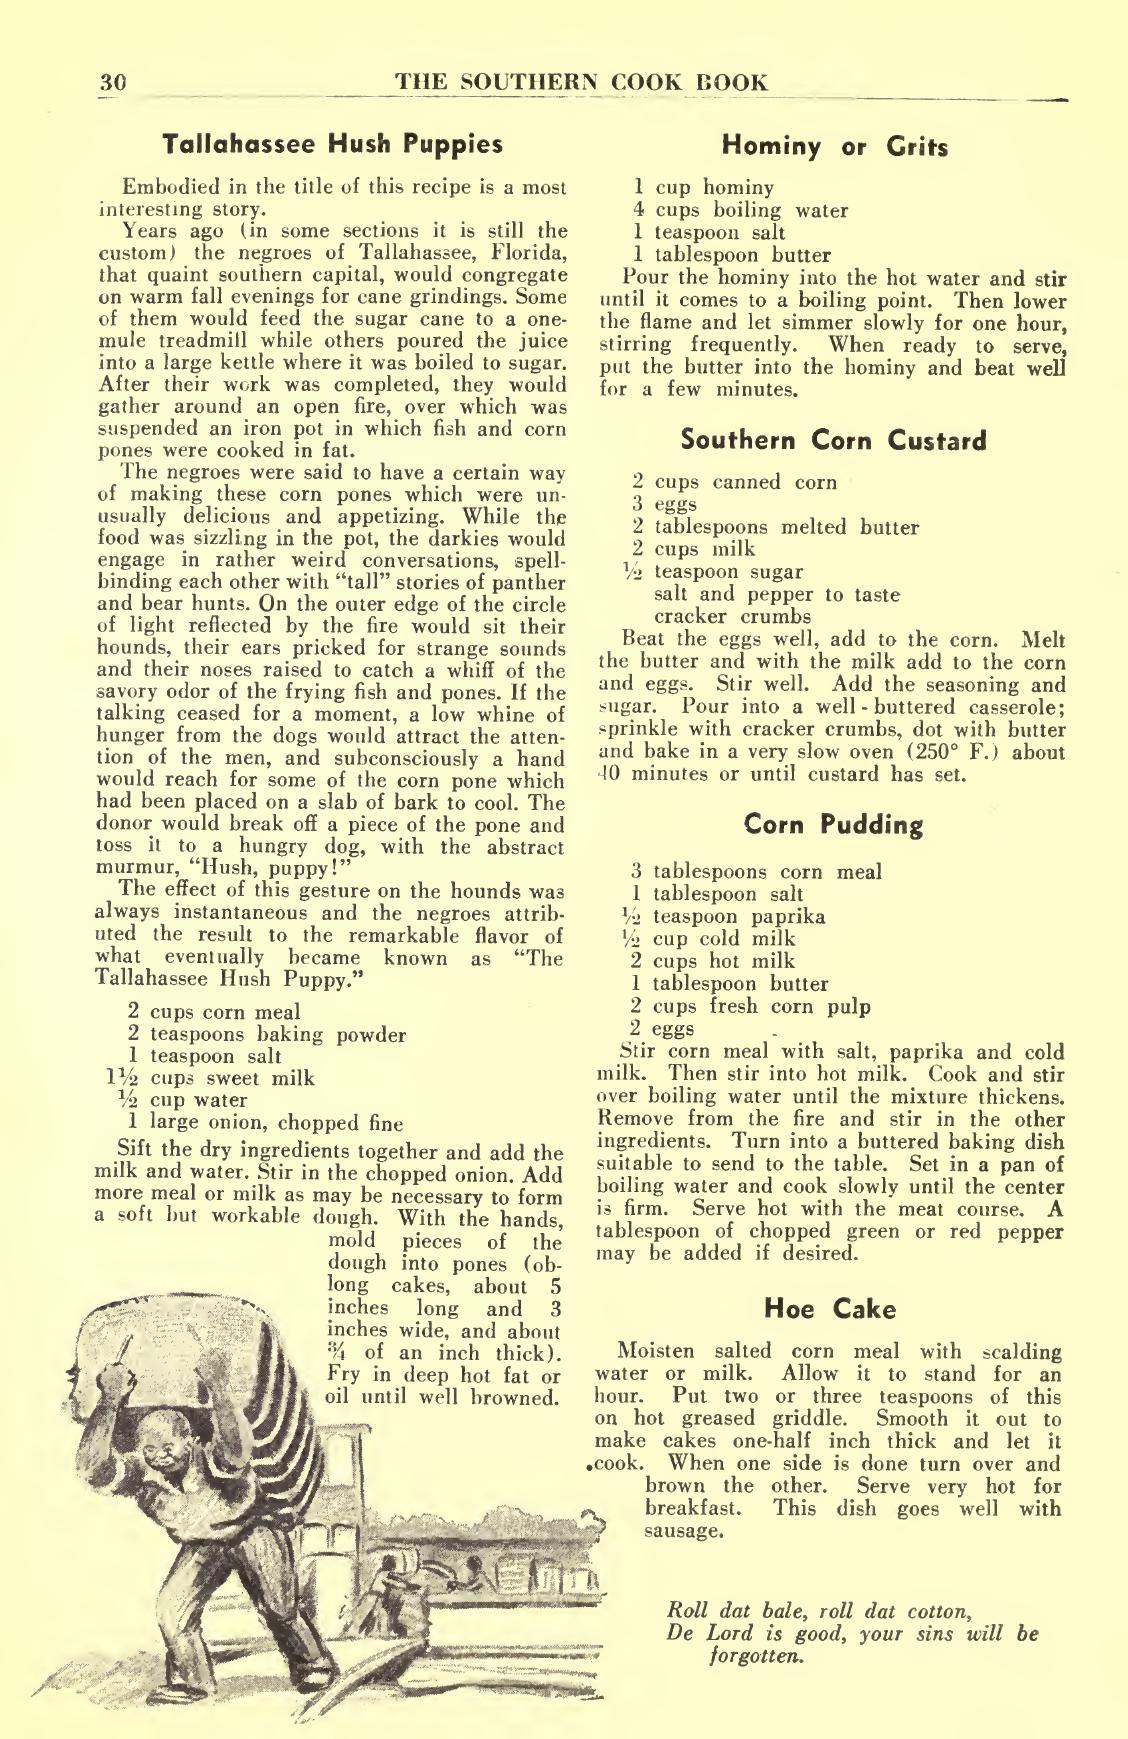 30
THE SOUTHERN COOK BOOK
Tallahassee Hush Puppies
Embodied in the title of this recipe is a most
interesting story.
Years ago (in some sections it is still the
custom) the negroes of Tallahassee, Florida,
that quaint southern capital, would congregate
on warm fall evenings for cane grindings. Some
of them would feed the sugar cane to a one-
mule treadmill while others poured the juice
into a large kettle where it was boiled to sugar.
After their work was completed, they would
gather around an open fire, over which was
suspended an iron pot in which fish and corn
pones were cooked in fat.
The negroes were said to have a certain way
of making these corn pones which were un-
usually delicious and appetizing. While the
food was sizzling in the pot, the darkies would
engage in rather weird conversations, spell-
binding each other with “tall” stories of panther
and bear hunts. On the outer edge of the circle
of light reflected by the fire would sit their
hounds, their ears pricked for strange sounds
and their noses raised to catch a whiff of the
savory odor of the frying fish and pones. If the
talking ceased for a moment, a low whine of
hunger from the dogs would attract the atten-
tion of the men, and subconsciously a hand
would reach for some of the corn pone which
had been placed on a slab of bark to cool. The
donor would break off a piece of the pone and
toss it to a hungry dog, with the abstract
murmur, “Hush, puppy!”
The effect of this gesture on the hounds was
always instantaneous and the negroes attrib-
uted the result to the remarkable flavor of
what eventually became known as “The
Tallahassee Hush Puppy.”
2 cups corn meal
2 teaspoons baking powder
1 teaspoon salt
1½ cups sweet milk
½ cup water
1 large onion, chopped fine
Sift the dry ingredients together and add the
milk and water. Stir in the chopped onion. Add
more meal or milk as may be necessary to form
a soft but workable dough. With the hands,
mold pieces of the
dough into pones (ob-
long cakes, about 5
inches long and 3
inches wide, and about
¾ of an inch thick).
Fry in deep hot fat or
oil until well browned.
Hominy or Grits
1 cup hominy
4 cups boiling water
1 teaspoon salt
1 tablespoon butter
Pour the hominy into the hot water and stir
until it comes to a boiling point. Then lower
the flame and let simmer slowly for one hour,
stirring frequently. When ready to serve,
put the butter into the hominy and beat well
for a few minutes.
Southern Corn Custard
2 cups canned corn
3 eggs
2 tablespoons melted butter
2 cups milk
½ teaspoon sugar
salt and pepper to taste
cracker crumbs
Beat the eggs well, add to the corn. Melt
the butter and with the milk add to the corn
and eggs. Stir well. Add the seasoning and
sugar. Pour into a well-buttered casserole;
sprinkle with cracker crumbs, dot with butter
and bake in a very slow oven (250° F.) about
40 minutes or until custard has set.
Corn Pudding
3 tablespoons corn meal
1 tablespoon salt
½ teaspoon paprika
½ cup cold milk
2 cups hot milk
1 tablespoon butter
2 cups fresh corn pulp
2 eggs
Stir corn meal with salt, paprika and cold
milk. Then stir into hot milk. Cook and stir
over boiling water until the mixture thickens.
Remove from the fire and stir in the other
ingredients. Turn into a buttered baking dish
suitable to send to the table. Set in a pan of
boiling water and cook slowly until the center
is firm. Serve hot with the meat course. A
tablespoon of chopped green or red pepper
may be added if desired.
Hoe Cake
Moisten salted corn meal with scalding
water or milk. Allow it to stand for an
hour. Put two or three teaspoons of this
on hot greased griddle. Smooth it out to
make cakes one-half inch thick and let it
cook. When one side is done turn over and
brown the other. Serve very hot for
breakfast. This dish goes well with
sausage.
Roll dat bale, roll dat cotton,
De Lord is good, your sins will be
forgotten.